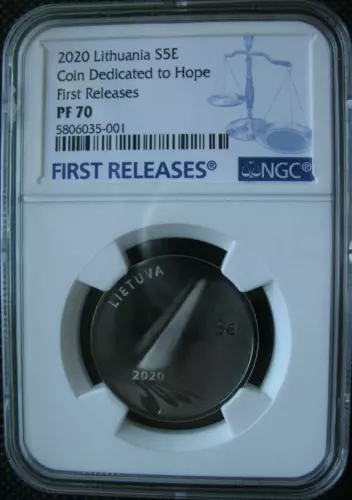 2020 Lithuania S5E
Coin Dedicated to Hope
First Releases
PF 70
5806035-001
FIRST RELEASES®
NGC®
LIETUVA
5€
2020